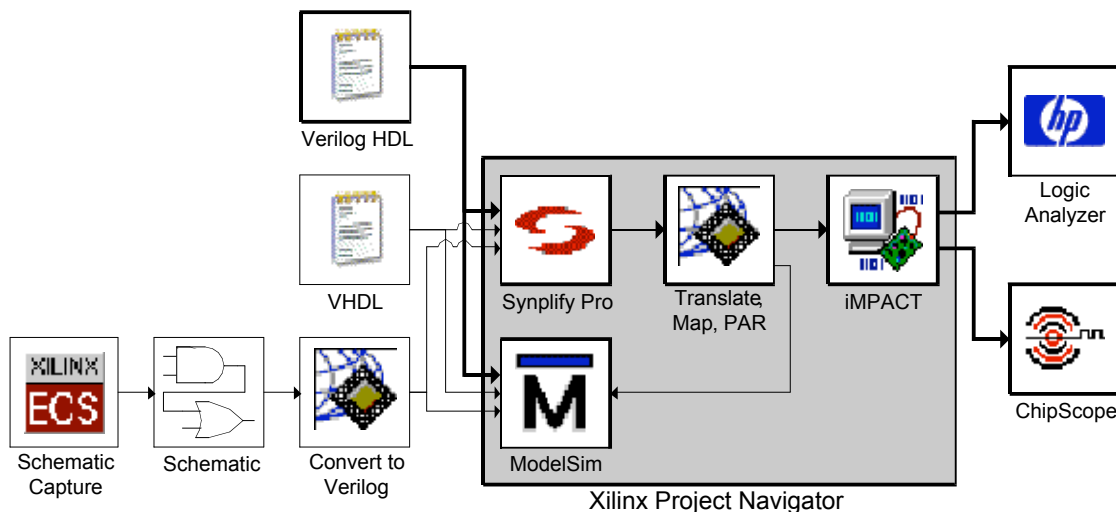 Verilog HDL
hp
Logic
Analyzer
VHDL
Synplify Pro
Translate,
Map, PAR
iMPACT
XILINX
ECS
M
ChipScope
Schematic
Capture
Schematic
Convert to
Verilog
ModelSim
Xilinx Project Navigator